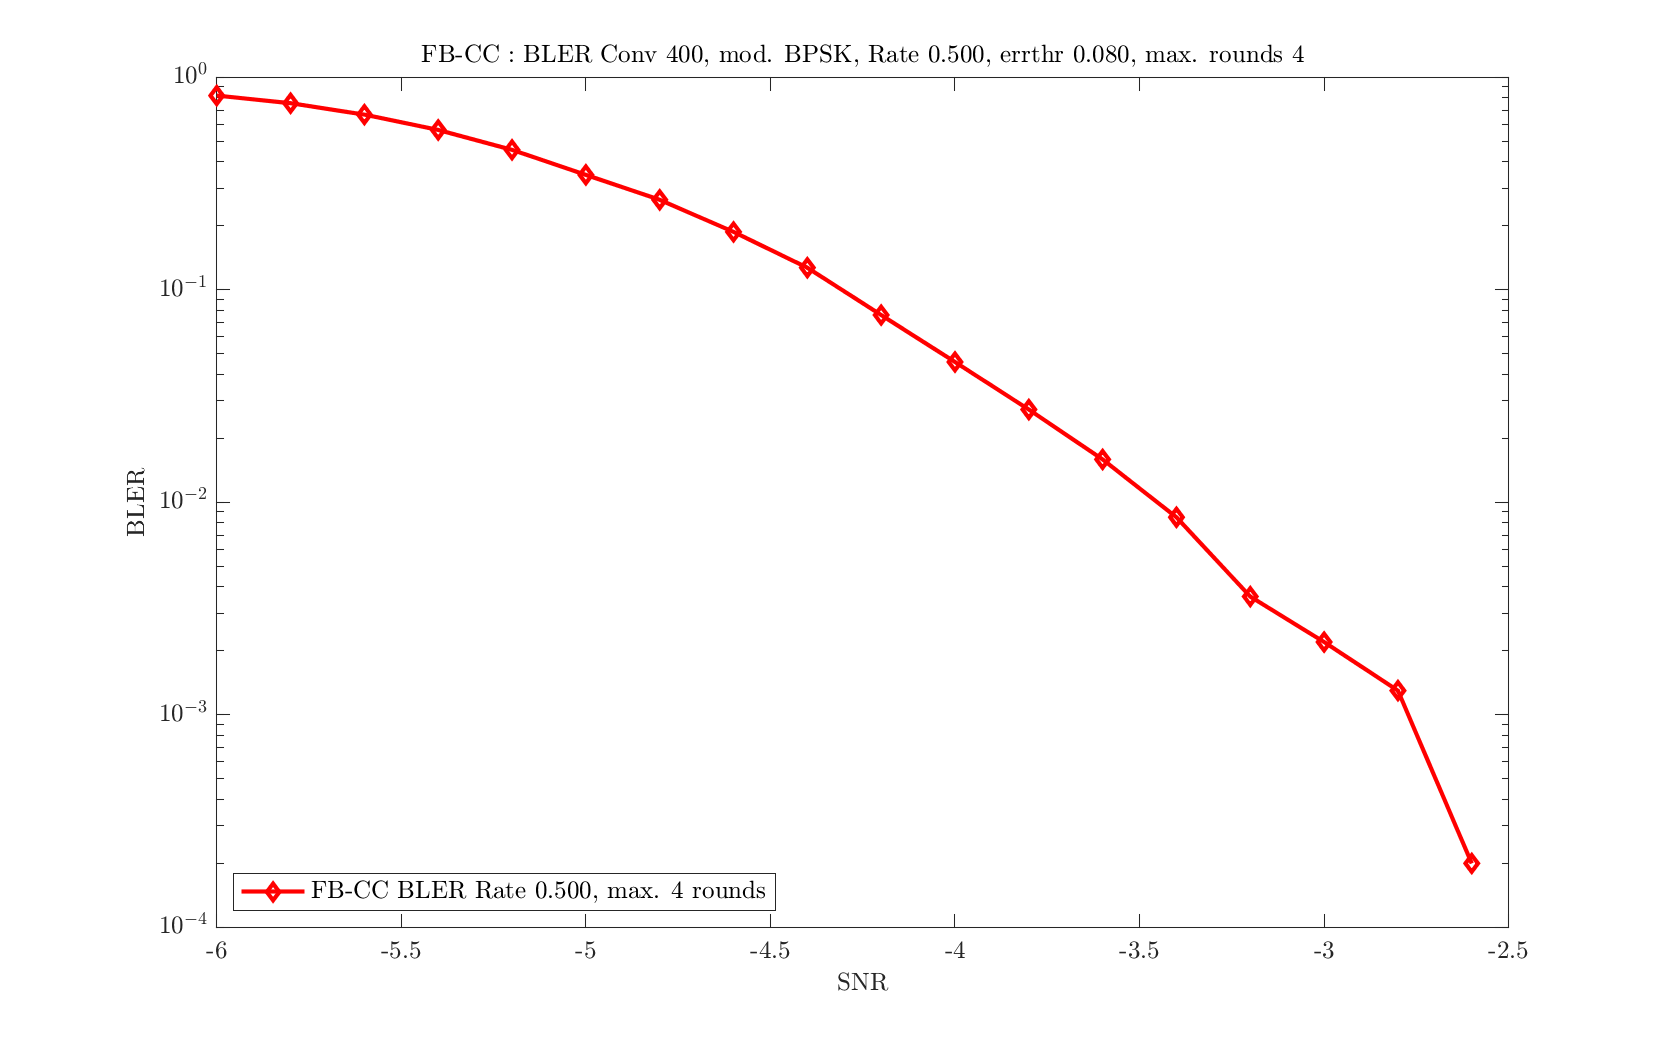 FB-CC : BLER Conv 400, mod. BPSK, Rate 0.500, errthr 0.080, max. rounds 4
10^0
10^{-1}
10^{-2}
10^{-3}
10^{-4}
BLER
FB-CC BLER Rate 0.500, max. 4 rounds
-6 -5.5 -5 -4.5 -4 -3.5 -3 -2.5
SNR